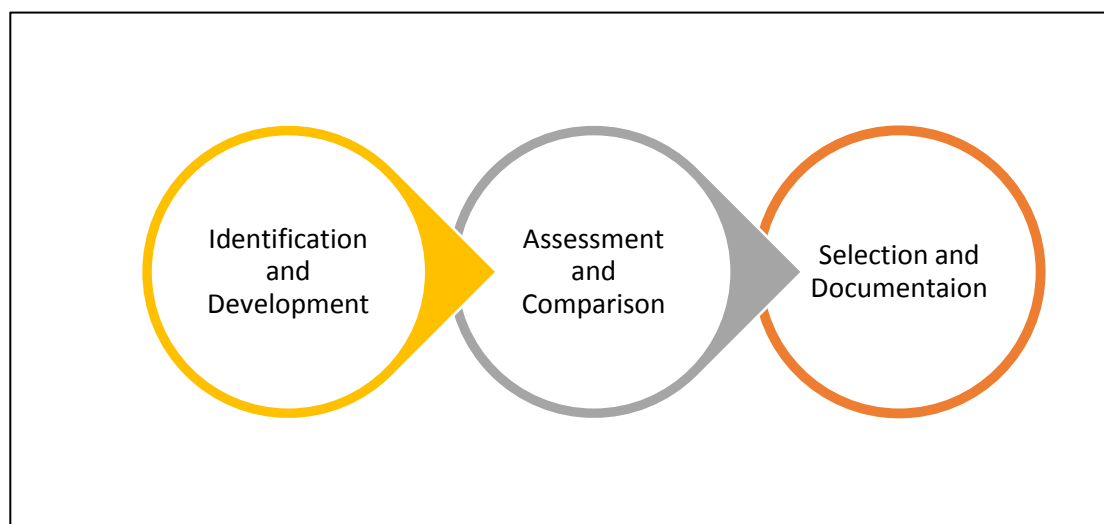 Identification
and
Development
Assessment
and
Comparison
Selection and
Documentaion